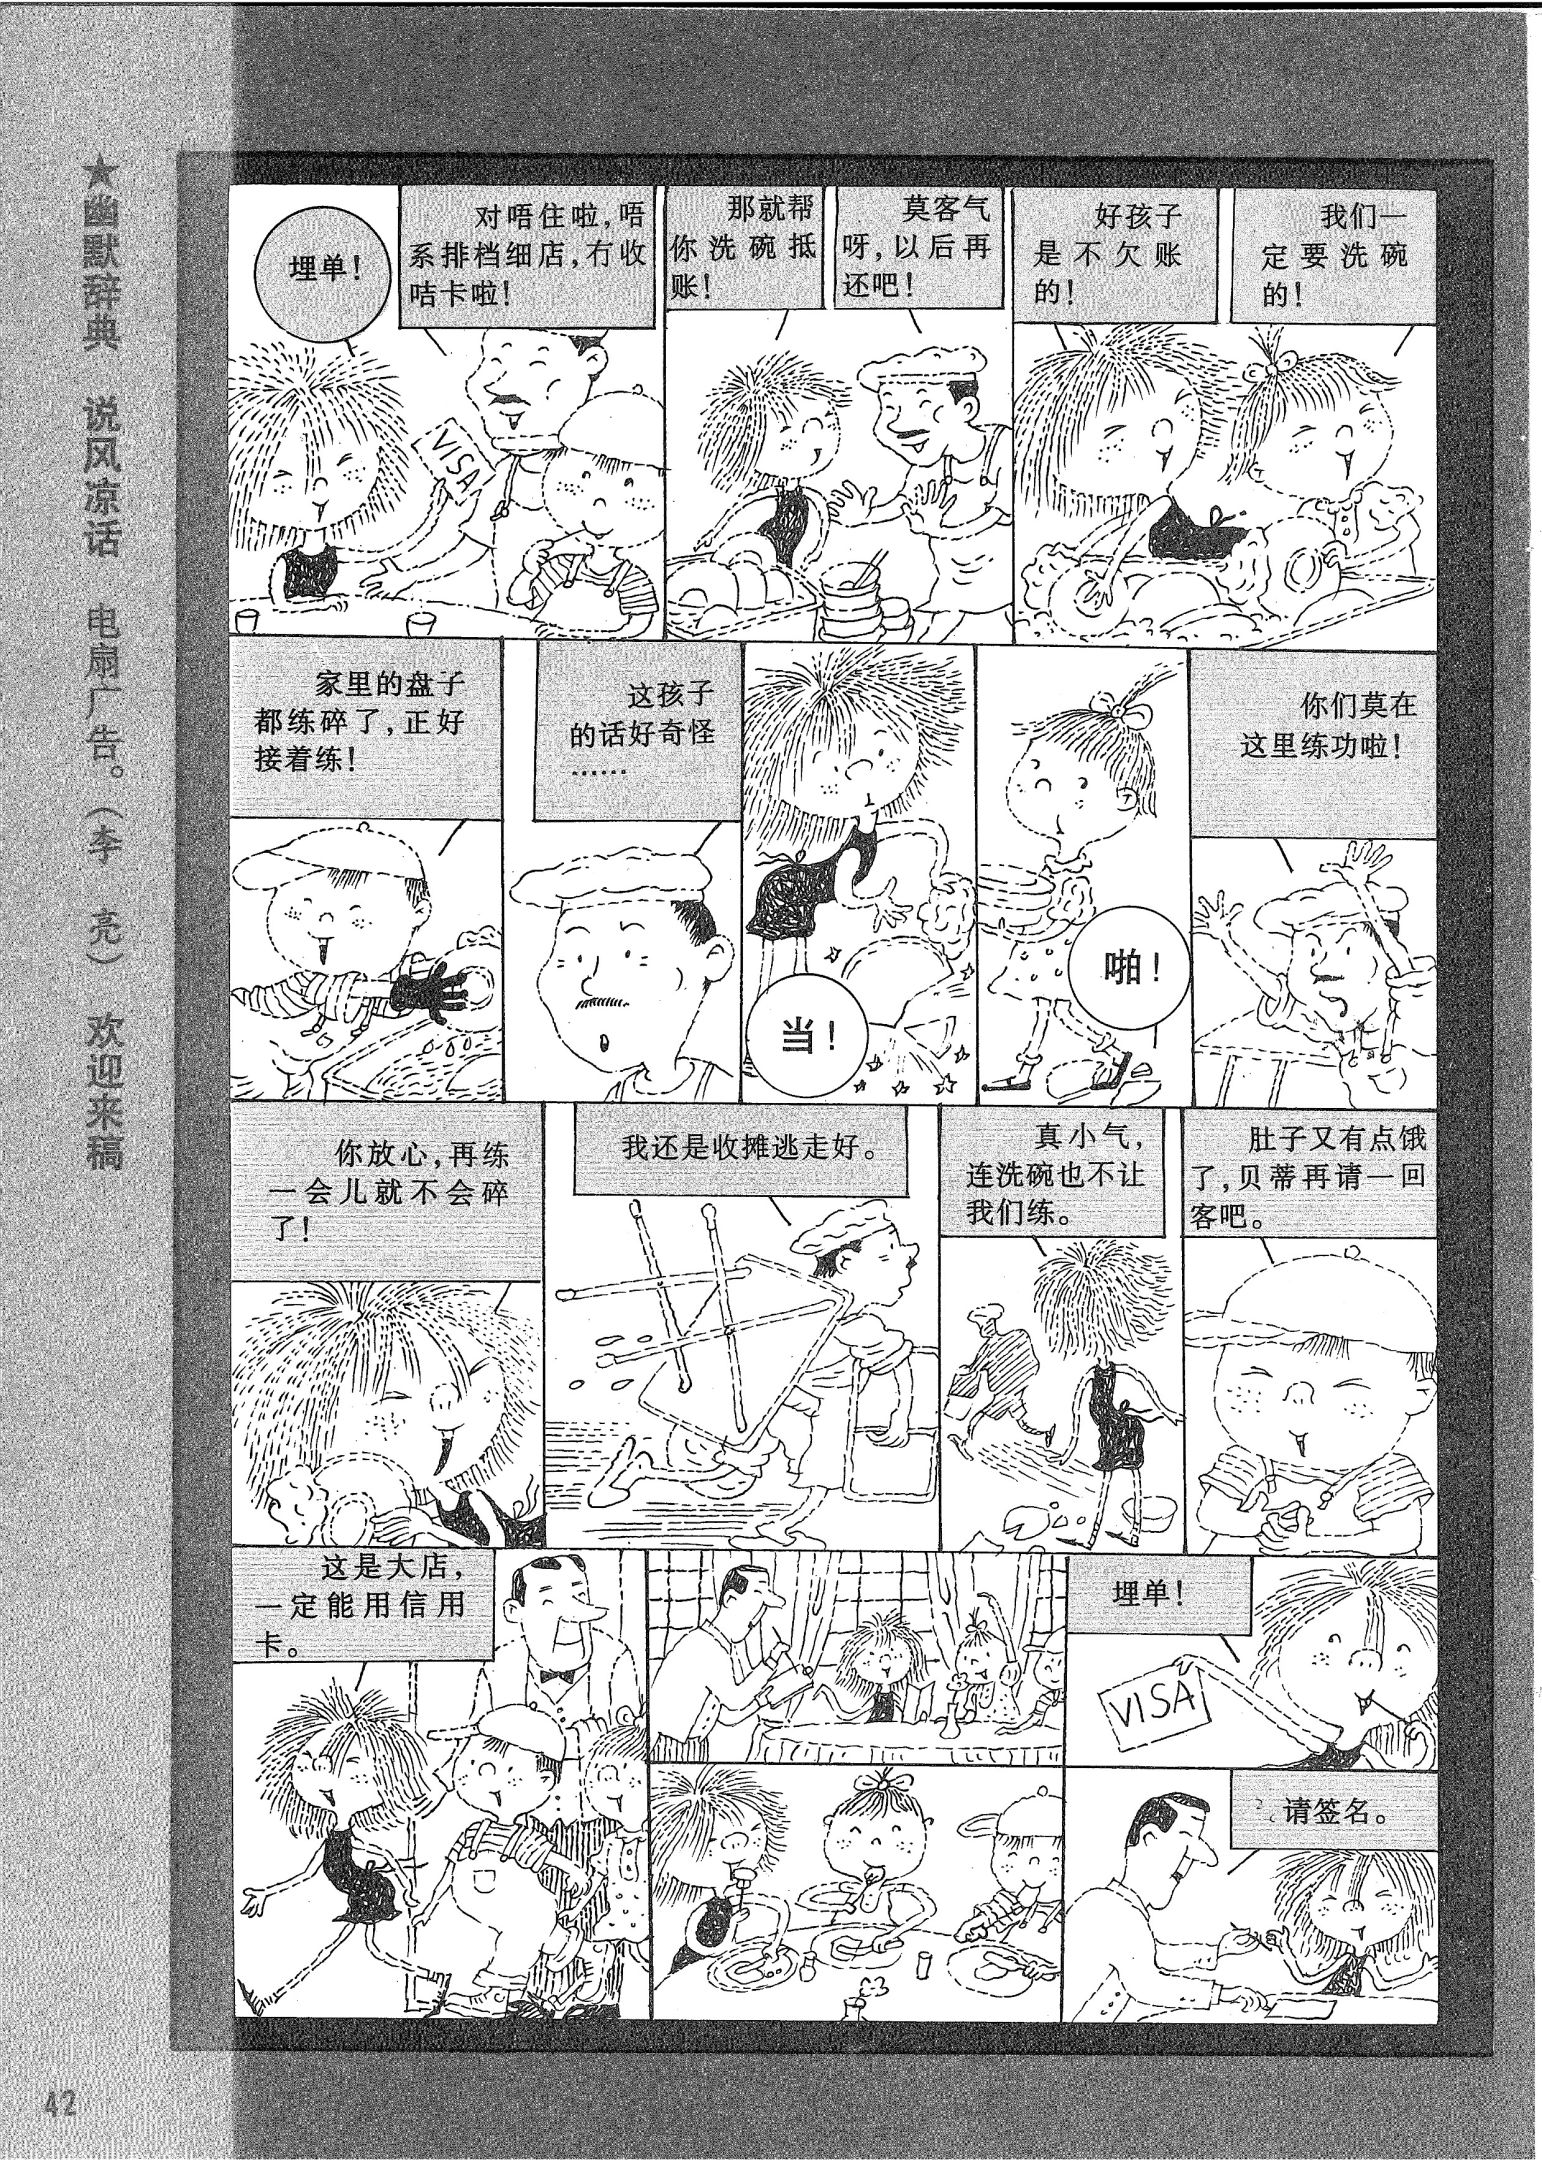 ★幽默辞典 说风凉话 电扇广告。（李 亮） 欢迎来稿
埋单！
对唔住啦，唔
系排档细店，冇收
咭卡啦！
VISA
那就帮
你洗碗抵
账！
莫客气
呀，以后再
还吧！
好孩子
是不欠账
的！
我们一
定要洗碗
的！
家里的盘子
都练碎了，正好
接着练！
这孩子
的话好奇怪
……
当！
啪！
你们莫在
这里练功啦！
你放心，再练
一会儿就不会碎
了！
我还是收摊逃走好。
真小气，
连洗碗也不让
我们练。
肚子又有点饿
了，贝蒂再请一回
客吧。
这是大店，
一定能用信用
卡。
埋单！
VISA
请签名。
42